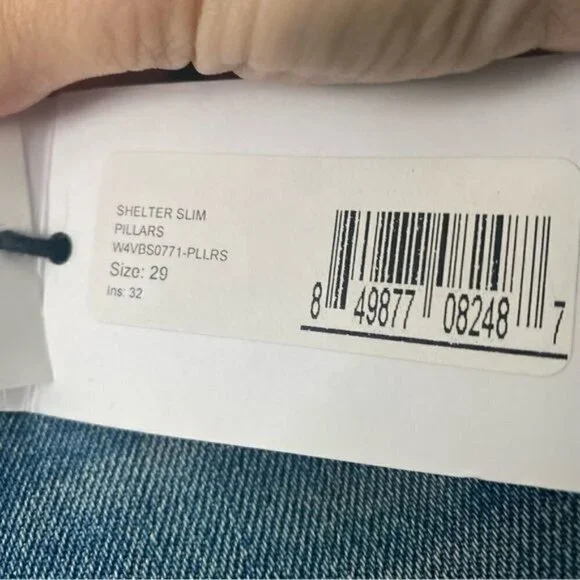 SHELTER SLIM
PILLARS
W4VBS0771-PLLRS
Size: 29
Ins: 32
8 49877 08248 7